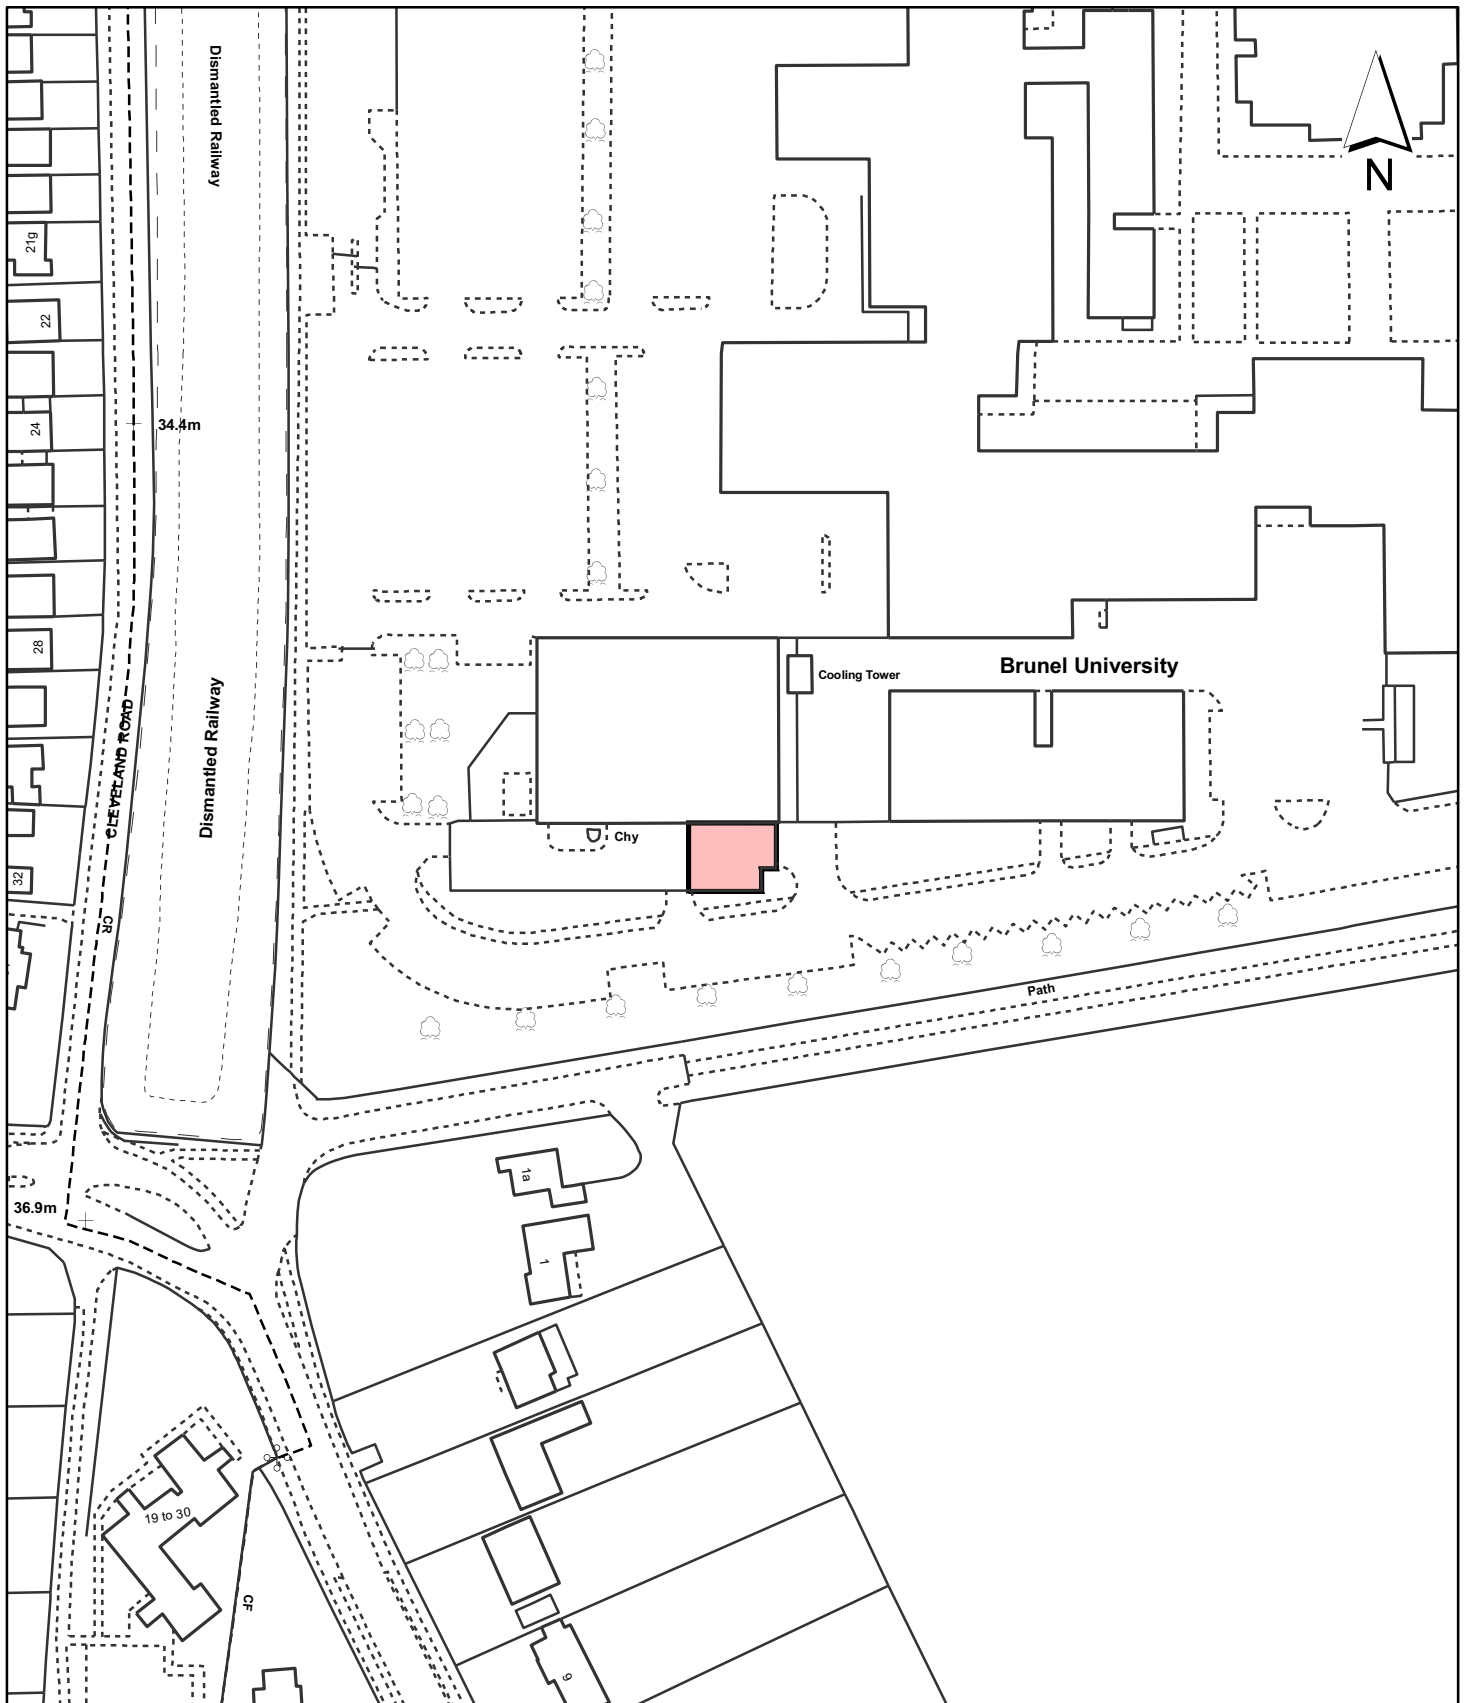 Dismantled Railway
N
21g
22
24
34.4m
28
Brunel University
Cooling Tower
CLEVELAND ROAD
Dismantled Railway
Chy
32
CR
Path
1a
36.9m
1
19 to 30
CF
9